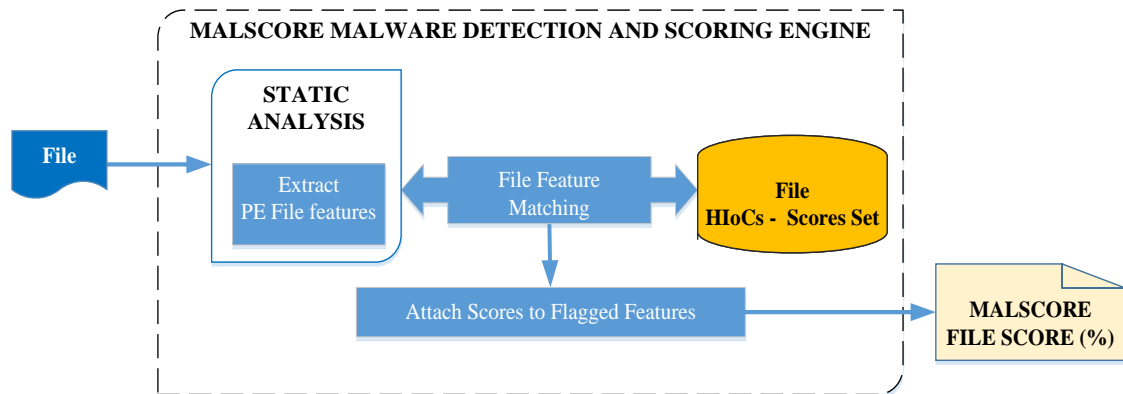 MALSCORE MALWARE DETECTION AND SCORING ENGINE
STATIC
ANALYSIS
File
Extract
PE File features
File Feature
Matching
File
HIoCs - Scores Set
Attach Scores to Flagged Features
MALSCORE
FILE SCORE (%)